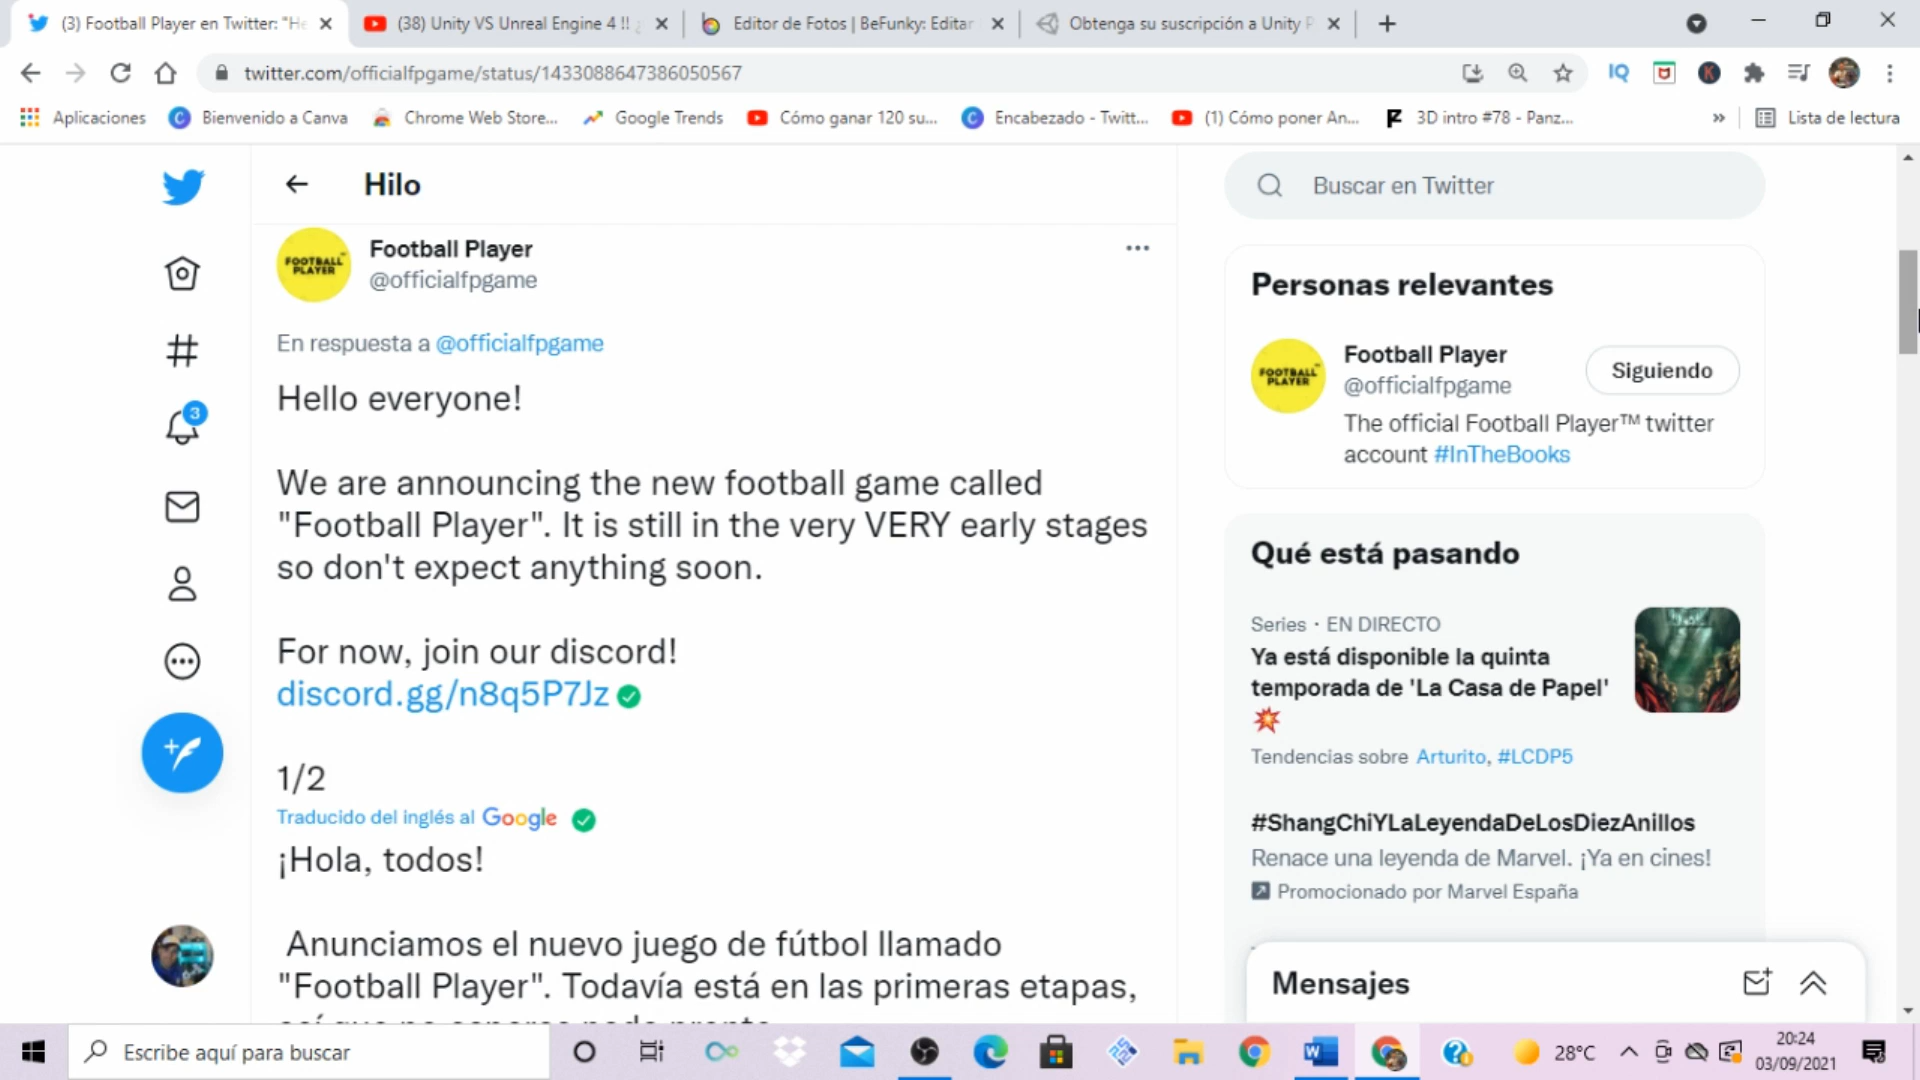 (3) Football Player en Twitter: "He
(38) Unity VS Unreal Engine 4 !!
Editor de Fotos | BeFunky: Editar
Obtenga su suscripción a Unity P
twitter.com/officialfpgame/status/1433088647386050567
IQ
K
Aplicaciones
Bienvenido a Canva
Chrome Web Store...
Google Trends
Cómo ganar 120 su...
Encabezado - Twitt...
(1) Cómo poner An...
3D intro #78 - Panz...
»
Lista de lectura
Hilo
FOOTBALL PLAYER
Football Player
@officialfpgame
En respuesta a @officialfpgame
Hello everyone!
We are announcing the new football game called
"Football Player". It is still in the very VERY early stages
so don't expect anything soon.
For now, join our discord!
discord.gg/n8q5P7Jz
1/2
Traducido del inglés al Google
¡Hola, todos!
Anunciamos el nuevo juego de fútbol llamado
"Football Player". Todavía está en las primeras etapas,
3
Buscar en Twitter
Personas relevantes
FOOTBALL PLAYER
Football Player
@officialfpgame
Siguiendo
The official Football Player™ twitter
account #InTheBooks
Qué está pasando
Series · EN DIRECTO
Ya está disponible la quinta
temporada de 'La Casa de Papel'
Tendencias sobre Arturito, #LCDP5
#ShangChiYLaLeyendaDeLosDiezAnillos
Renace una leyenda de Marvel. ¡Ya en cines!
Promocionado por Marvel España
Mensajes
Escribe aquí para buscar
28°C
20:24
03/09/2021